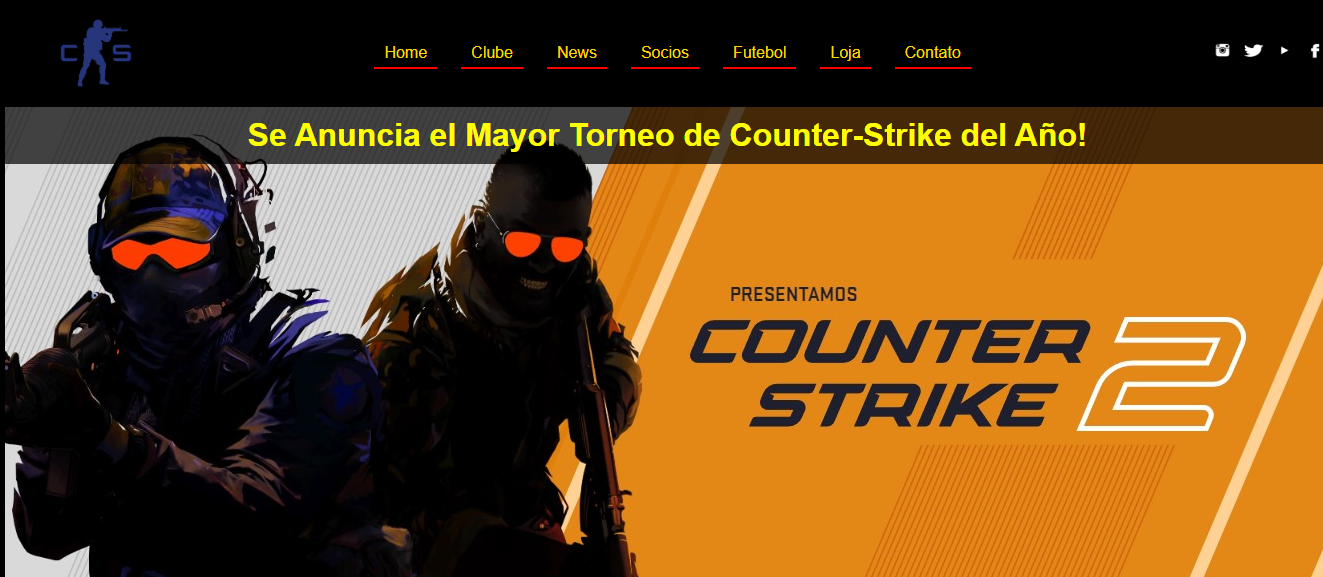 CS
Home Clube News Socios Futebol Loja Contato
Se Anuncia el Mayor Torneo de Counter-Strike del Año!
PRESENTAMOS
COUNTER
STRIKE 2